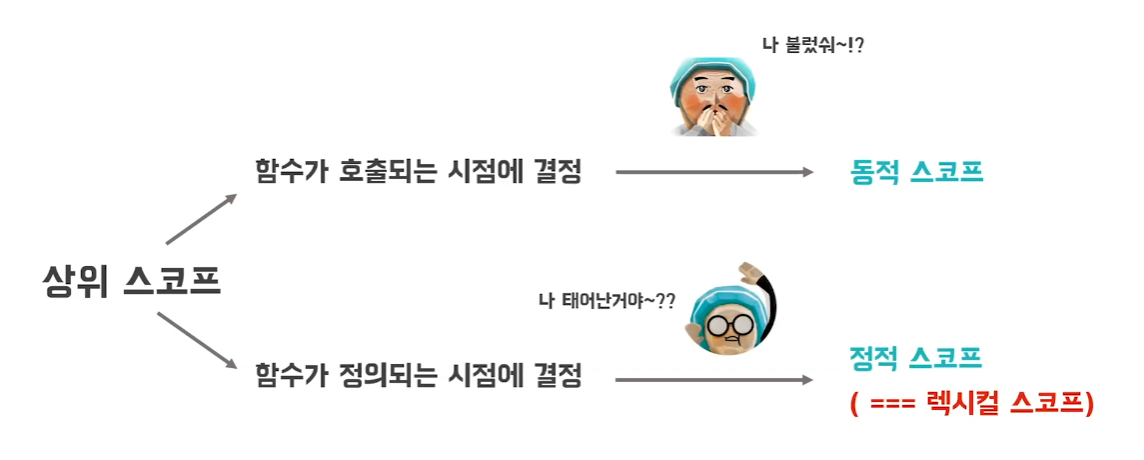 나 불렀숴~!?
함수가 호출되는 시점에 결정
동적 스코프
상위 스코프
나 태어난거야~??
함수가 정의되는 시점에 결정
정적 스코프
( === 렉시컬 스코프)